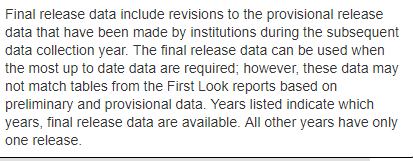 Final release data include revisions to the provisional release
data that have been made by institutions during the subsequent
data collection year. The final release data can be used when
the most up to date data are required; however, these data may
not match tables from the First Look reports based on
preliminary and provisional data. Years listed indicate which
years, final release data are available. All other years have only
one release.